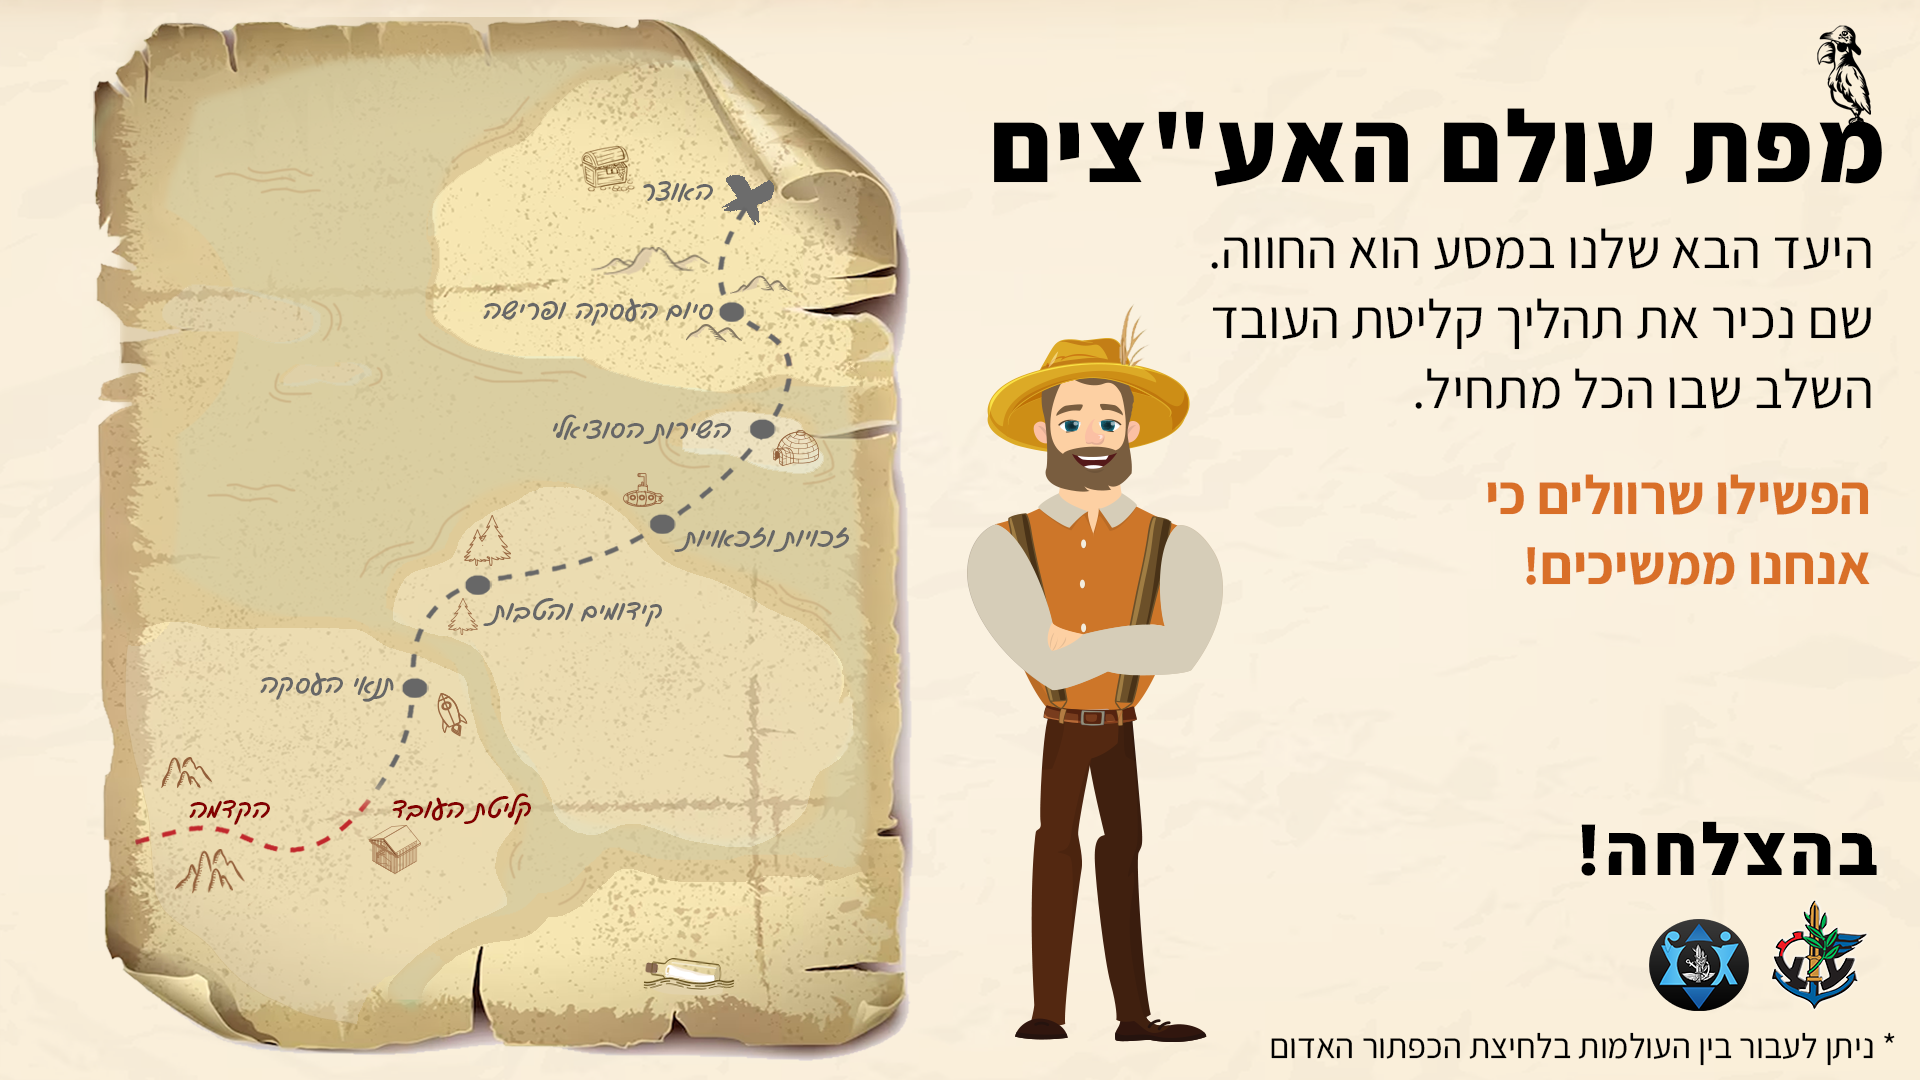 מפת עולם האע"צים
היעד הבא שלנו במסע הוא החווה.
שם נכיר את תהליך קליטת העובד
השלב שבו הכל מתחיל.
הפשילו שרוולים כי
אנחנו ממשיכים!
בהצלחה!
* ניתן לעבור בין העולמות בלחיצת הכפתור האדום
האוצר
סיום העסקה ופרישה
השירות הסוציאלי
זכויות וזכאויות
קידומים והטבות
תנאי העסקה
קליטת העובד
הקדמה